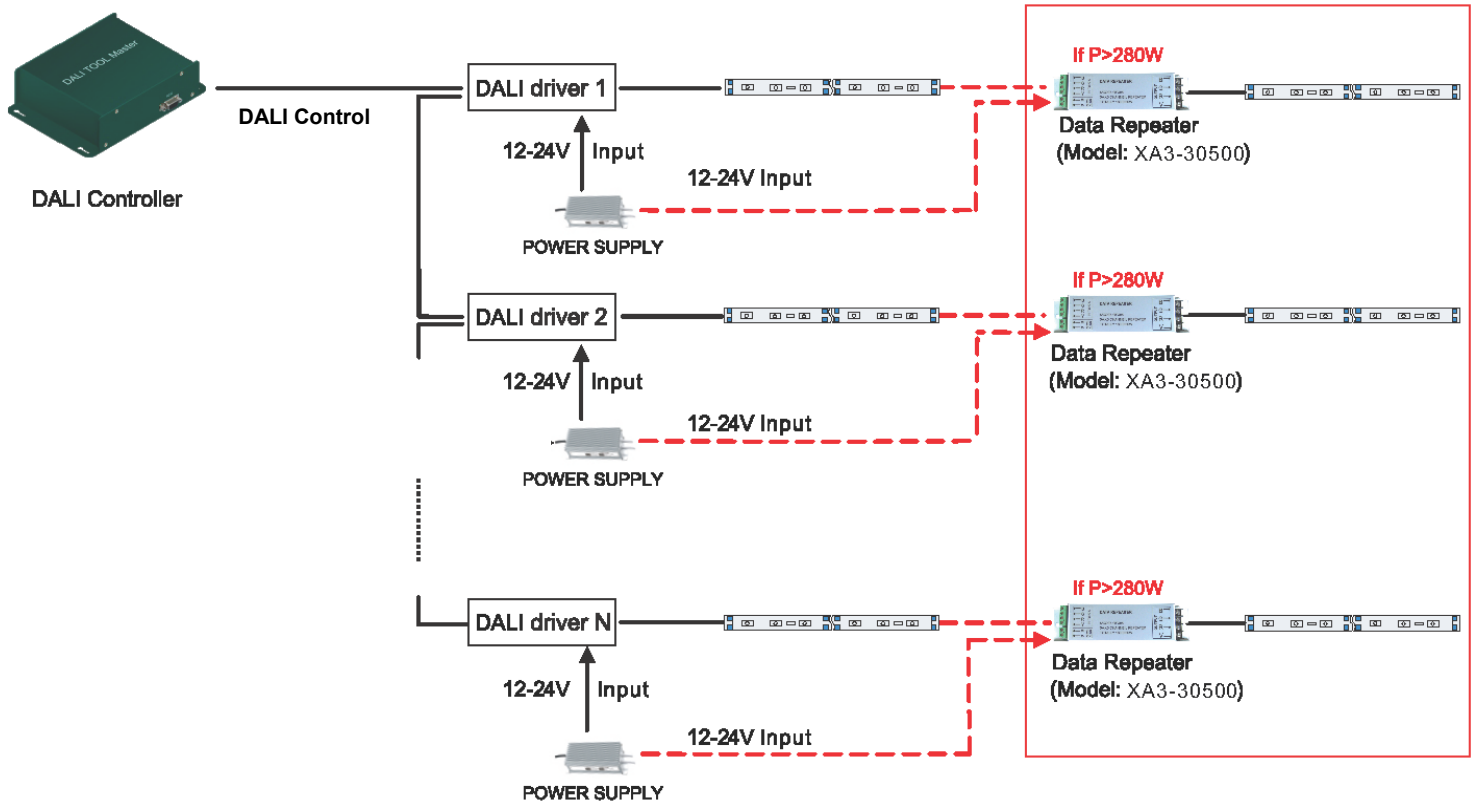 DALI TOOL Master
DALI Control
DALI Controller
DALI driver 1
12-24V Input
POWER SUPPLY
12-24V Input
If P>280W
Data Repeater
(Model: XA3-30500)
DALI driver 2
12-24V Input
POWER SUPPLY
12-24V Input
If P>280W
Data Repeater
(Model: XA3-30500)
DALI driver N
12-24V Input
POWER SUPPLY
12-24V Input
If P>280W
Data Repeater
(Model: XA3-30500)